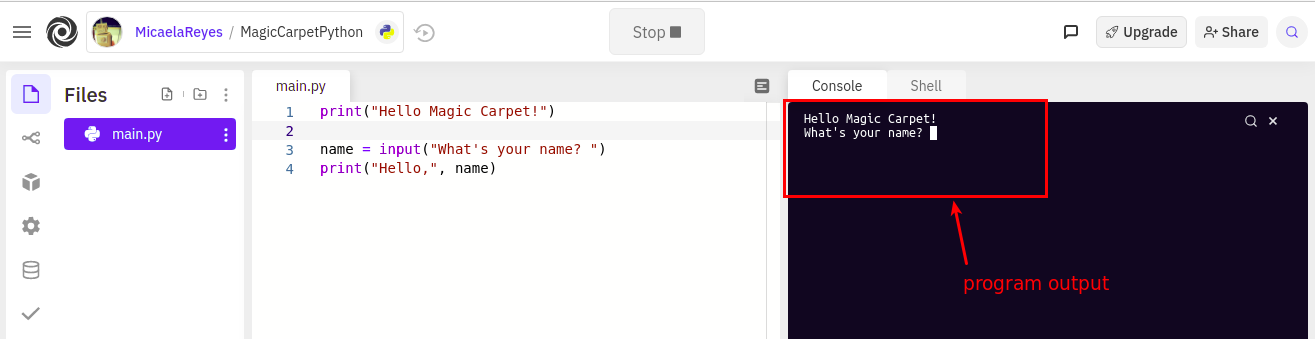 MicaelaReyes / MagicCarpetPython
Stop
Upgrade
Share
Files
main.py
main.py
1 print("Hello Magic Carpet!")
2
3 name = input("What's your name? ")
4 print("Hello,", name)
Console
Shell
Hello Magic Carpet!
What's your name?
program output